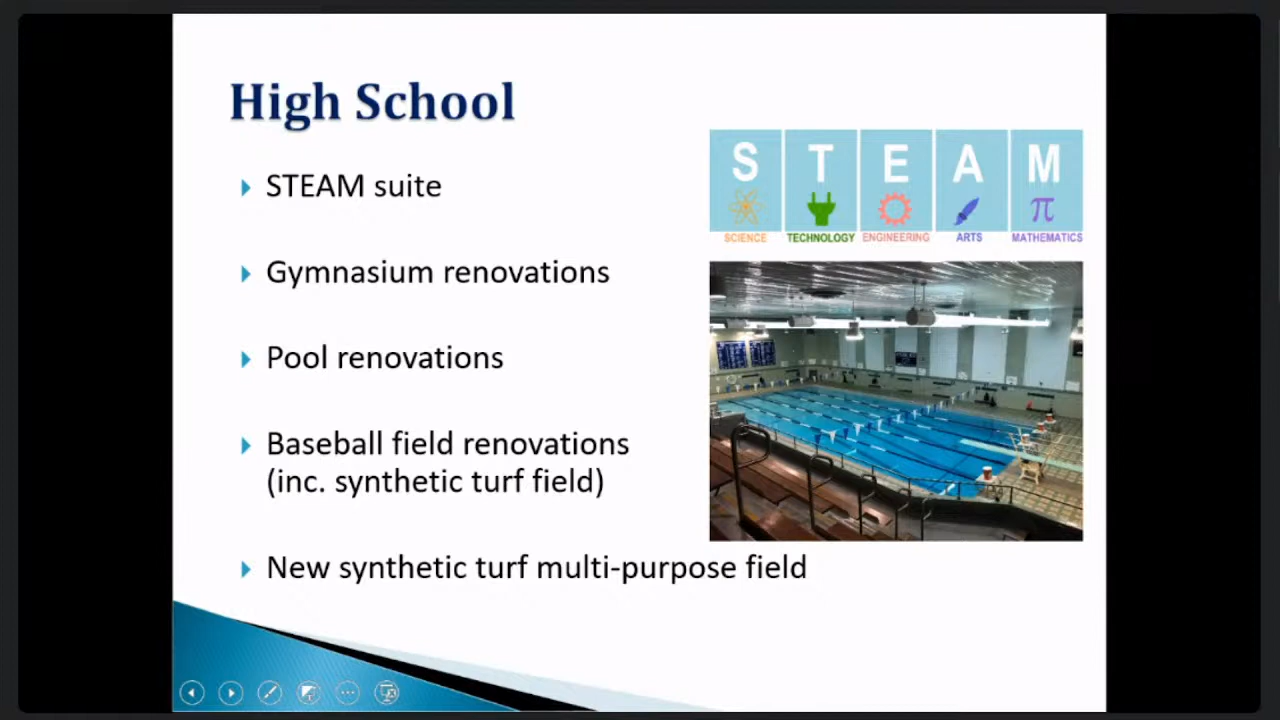 High School
STEAM suite
Gymnasium renovations
Pool renovations
Baseball field renovations
(inc. synthetic turf field)
New synthetic turf multi-purpose field
S T E A M
SCIENCE TECHNOLOGY ENGINEERING ARTS MATHEMATICS